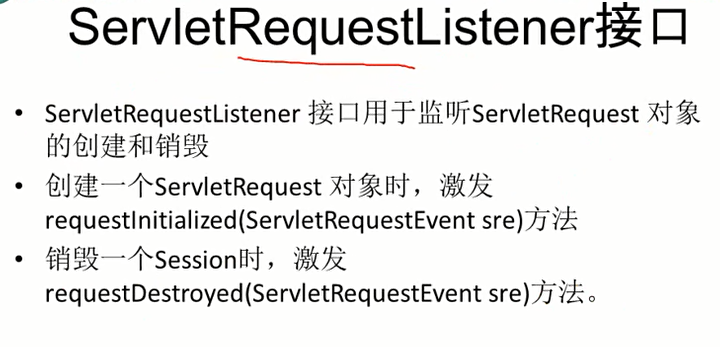 ServletRequestListener接口
• ServletRequestListener 接口用于监听ServletRequest 对象
的创建和销毁
• 创建一个ServletRequest 对象时，激发
requestInitialized(ServletRequestEvent sre)方法
• 销毁一个Session时，激发
requestDestroyed(ServletRequestEvent sre)方法。